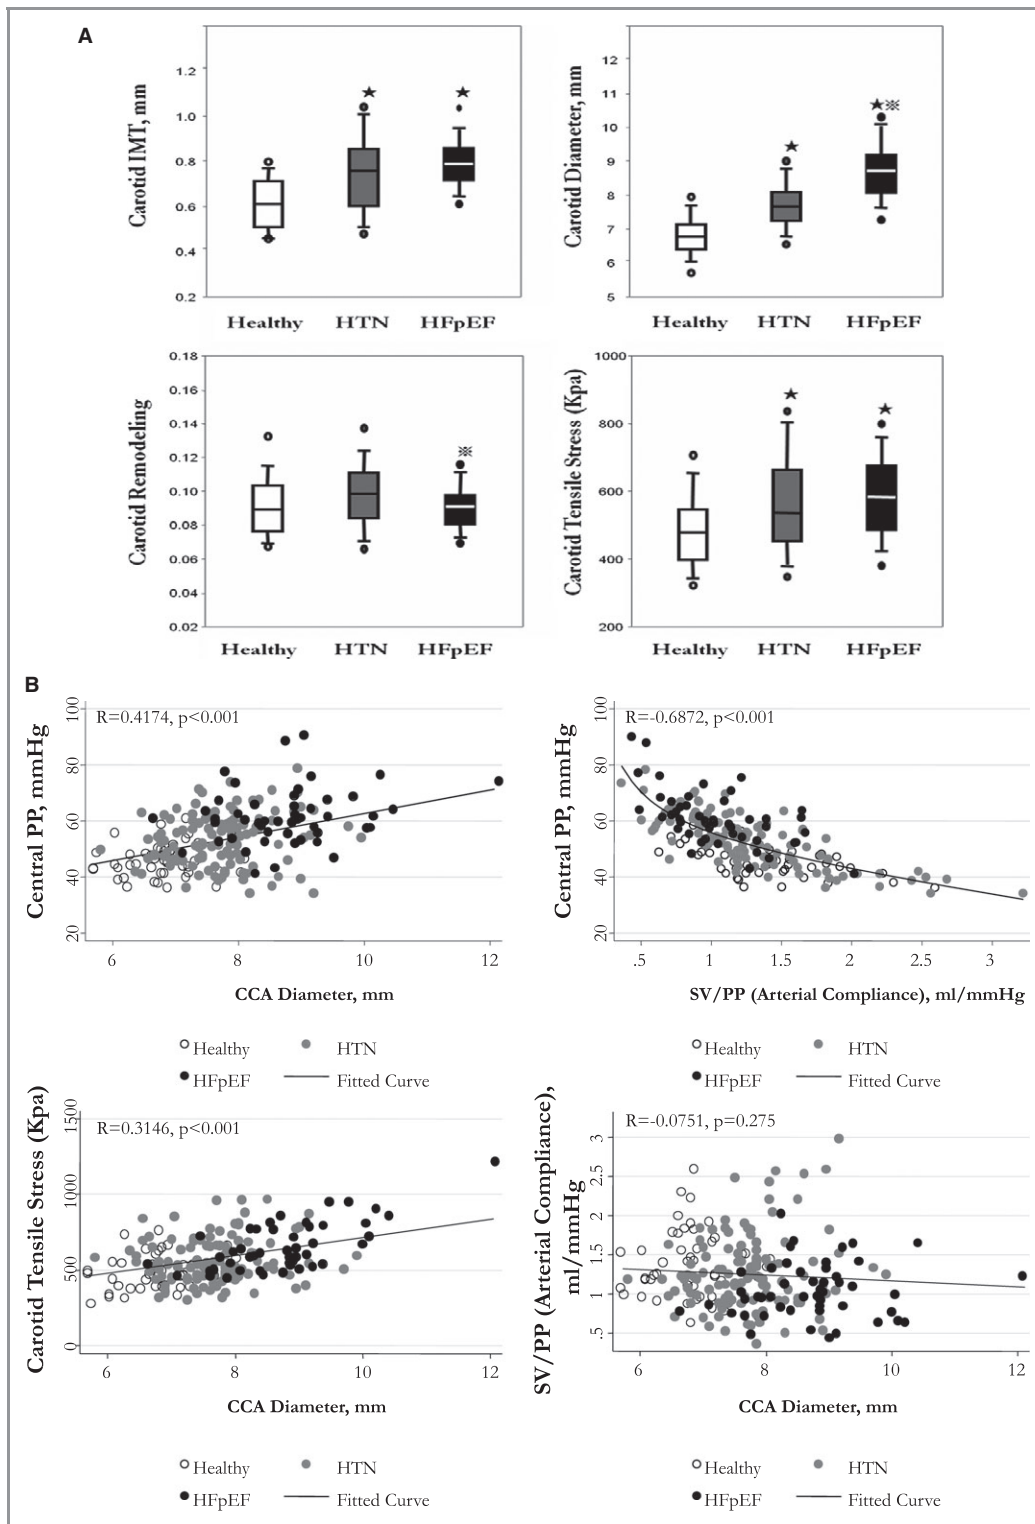 A
Carotid IMT, mm
1.2
1.0
0.8
0.6
0.4
0.2
Healthy HTN HFpEF
★ ★
Carotid Diameter, mm
12
11
10
9
8
7
6
5
Healthy HTN HFpEF
★ ★※
Carotid Remodeling
0.18
0.16
0.14
0.12
0.10
0.08
0.06
0.04
0.02
Healthy HTN HFpEF
※
Carotid Tensile Stress (Kpa)
1000
800
600
400
200
Healthy HTN HFpEF
★ ★
B
R=0.4174, p<0.001
Central PP, mmHg
100
80
60
40
20
6 8 10 12
CCA Diameter, mm
Healthy HTN
HFpEF Fitted Curve
R=-0.6872, p<0.001
Central PP, mmHg
100
80
60
40
20
.5 1 1.5 2 2.5 3
SV/PP (Arterial Compliance), ml/mmHg
Healthy HTN
HFpEF Fitted Curve
R=0.3146, p<0.001
Carotid Tensile Stress (Kpa)
1500
1000
500
0
6 8 10 12
CCA Diameter, mm
Healthy HTN
HFpEF Fitted Curve
R=-0.0751, p=0.275
SV/PP (Arterial Compliance),
ml/mmHg
3
2.5
2
1.5
1
.5
6 8 10 12
CCA Diameter, mm
Healthy HTN
HFpEF Fitted Curve